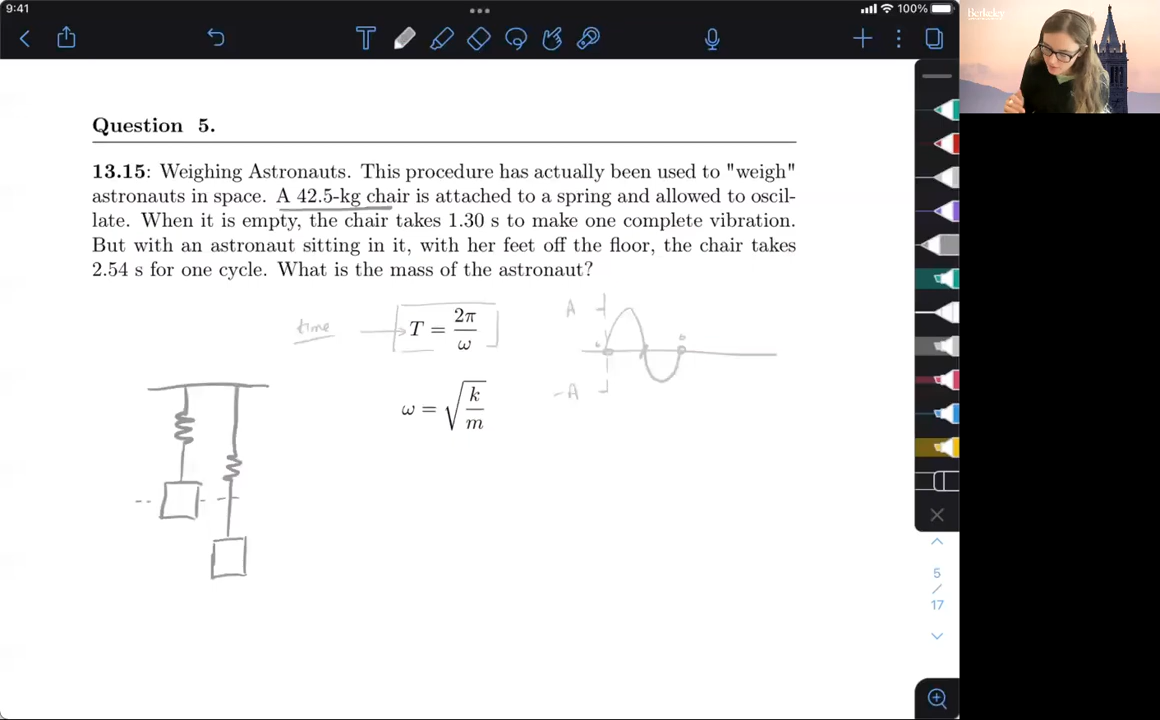 9:41
100%
Berkeley
Question 5.
13.15: Weighing Astronauts. This procedure has actually been used to "weigh"
astronauts in space. A 42.5-kg chair is attached to a spring and allowed to oscil-
late. When it is empty, the chair takes 1.30 s to make one complete vibration.
But with an astronaut sitting in it, with her feet off the floor, the chair takes
2.54 s for one cycle. What is the mass of the astronaut?
time
T = 2π/ω
A
ω = √(k/m)
-A
5
/
17